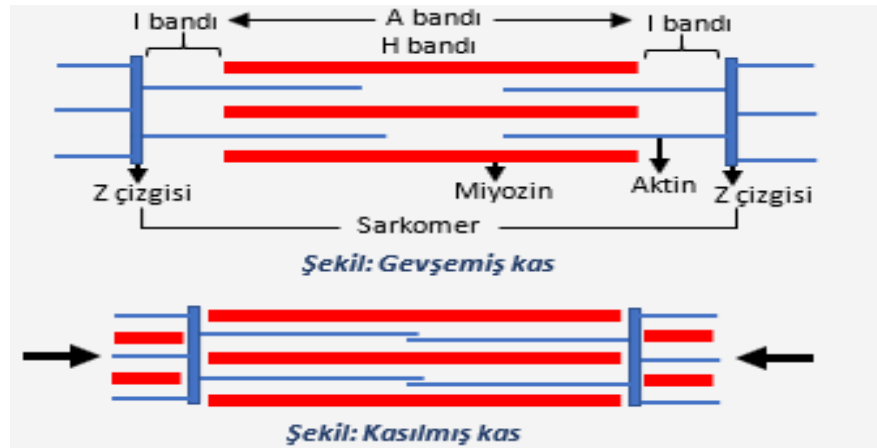 I bandı A bandı I bandı
H bandı
Z çizgisi Miyozin Aktin Z çizgisi
Sarkomer
Şekil: Gevşemiş kas
Şekil: Kasılmış kas